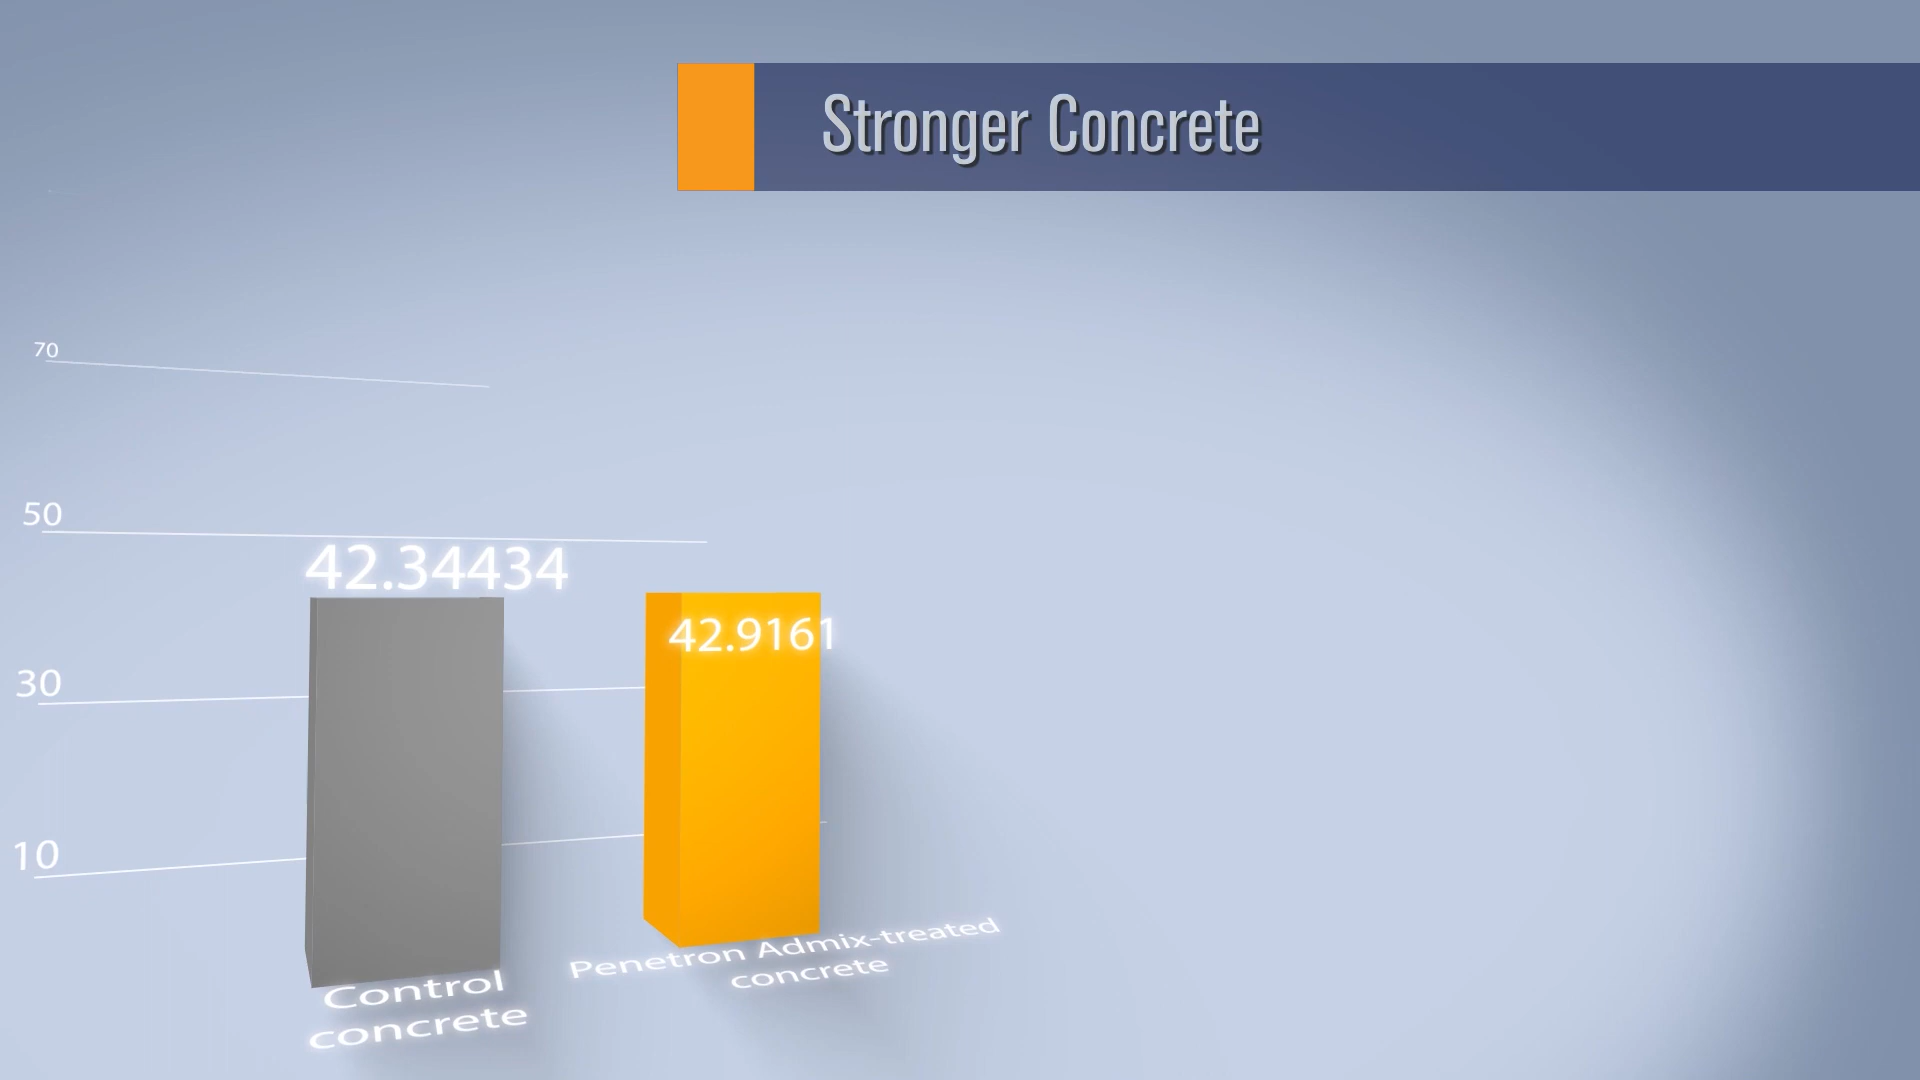 Stronger Concrete
70
50
42.34434
42.9161
30
10
Penetron Admix-treated
concrete
Control
concrete